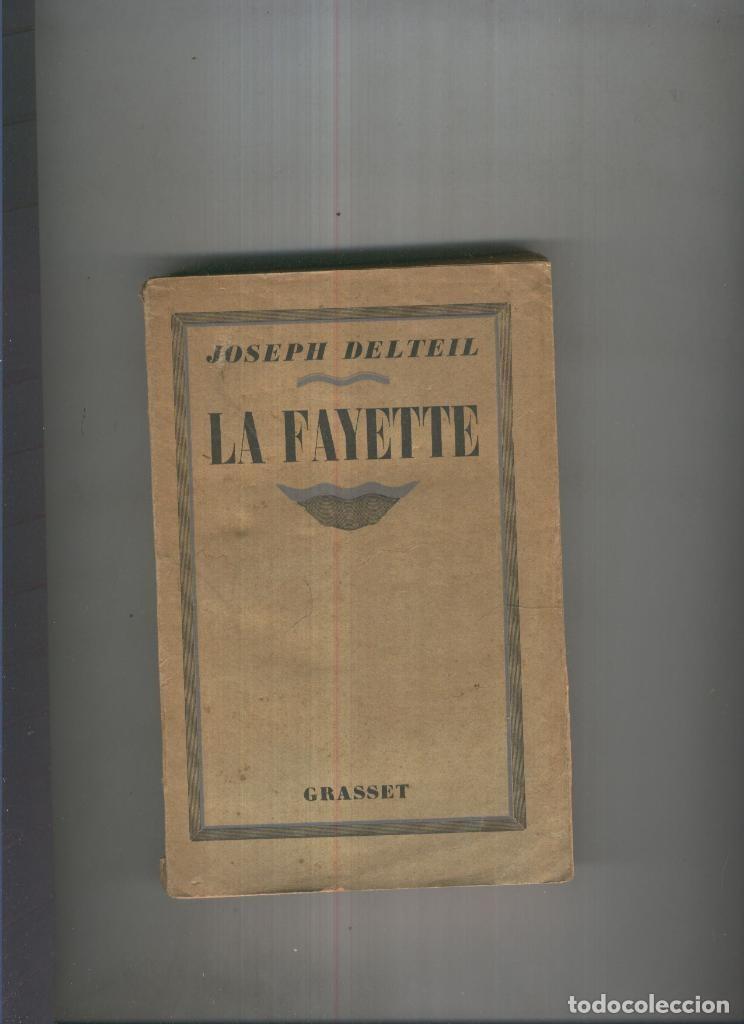 JOSEPH DELTEIL
LA FAYETTE
GRASSET
todocoleccion